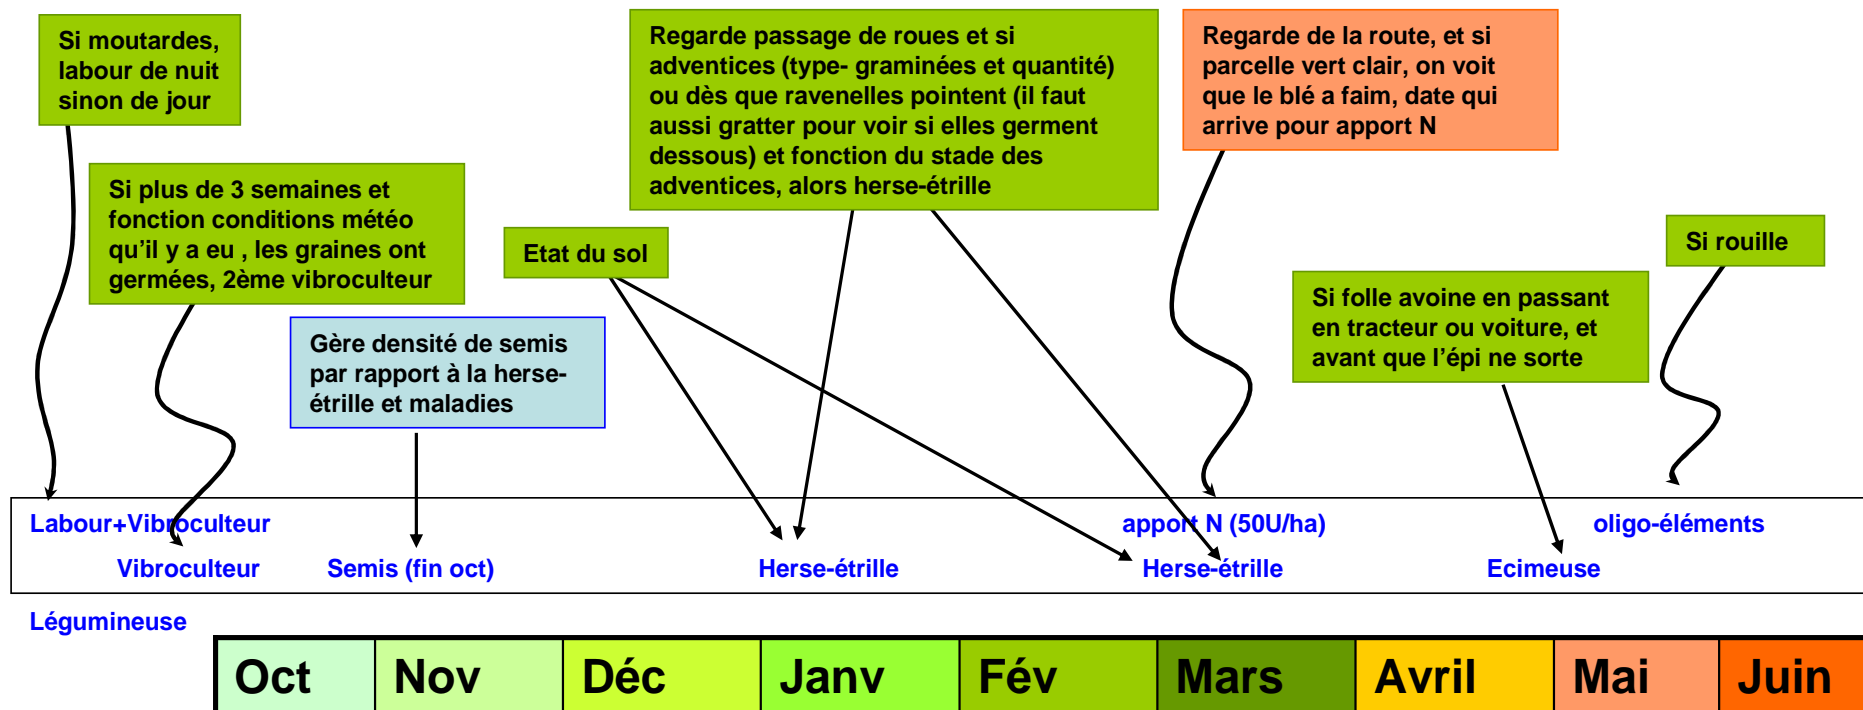 Si moutardes,
labour de nuit
sinon de jour
Si plus de 3 semaines et
fonction conditions météo
qu'il y a eu , les graines ont
germées, 2ème vibroculteur
Gère densité de semis
par rapport à la herse-
étrille et maladies
Etat du sol
Regarde passage de roues et si
adventices (type- graminées et quantité)
ou dès que ravenelles pointent (il faut
aussi gratter pour voir si elles germent
dessous) et fonction du stade des
adventices, alors herse-étrille
Regarde de la route, et si
parcelle vert clair, on voit
que le blé a faim, date qui
arrive pour apport N
Si folle avoine en passant
en tracteur ou voiture, et
avant que l'épi ne sorte
Si rouille
Labour+Vibroculteur
apport N (50U/ha)
oligo-éléments
Vibroculteur
Semis (fin oct)
Herse-étrille
Herse-étrille
Ecimeuse
Légumineuse
Oct
Nov
Déc
Janv
Fév
Mars
Avril
Mai
Juin